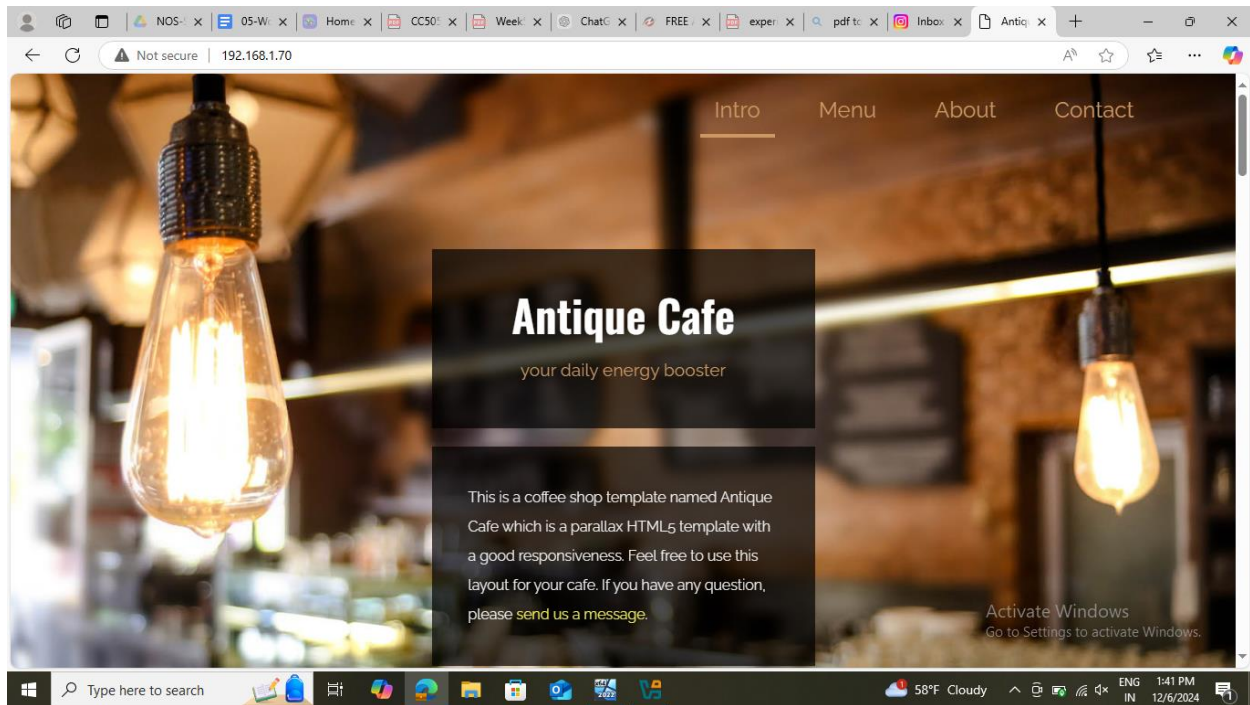 NOS-S
05-Wo
Home
CC505
Week
ChatG
FREE
experi
pdf to
Inbox
Antiq
Not secure
192.168.1.70
Intro
Menu
About
Contact
Antique Cafe
your daily energy booster
This is a coffee shop template named Antique
Cafe which is a parallax HTML5 template with
a good responsiveness. Feel free to use this
layout for your cafe. If you have any question,
please send us a message.
Activate Windows
Go to Settings to activate Windows.
Type here to search
58°F Cloudy
ENG
IN
1:41 PM
12/6/2024